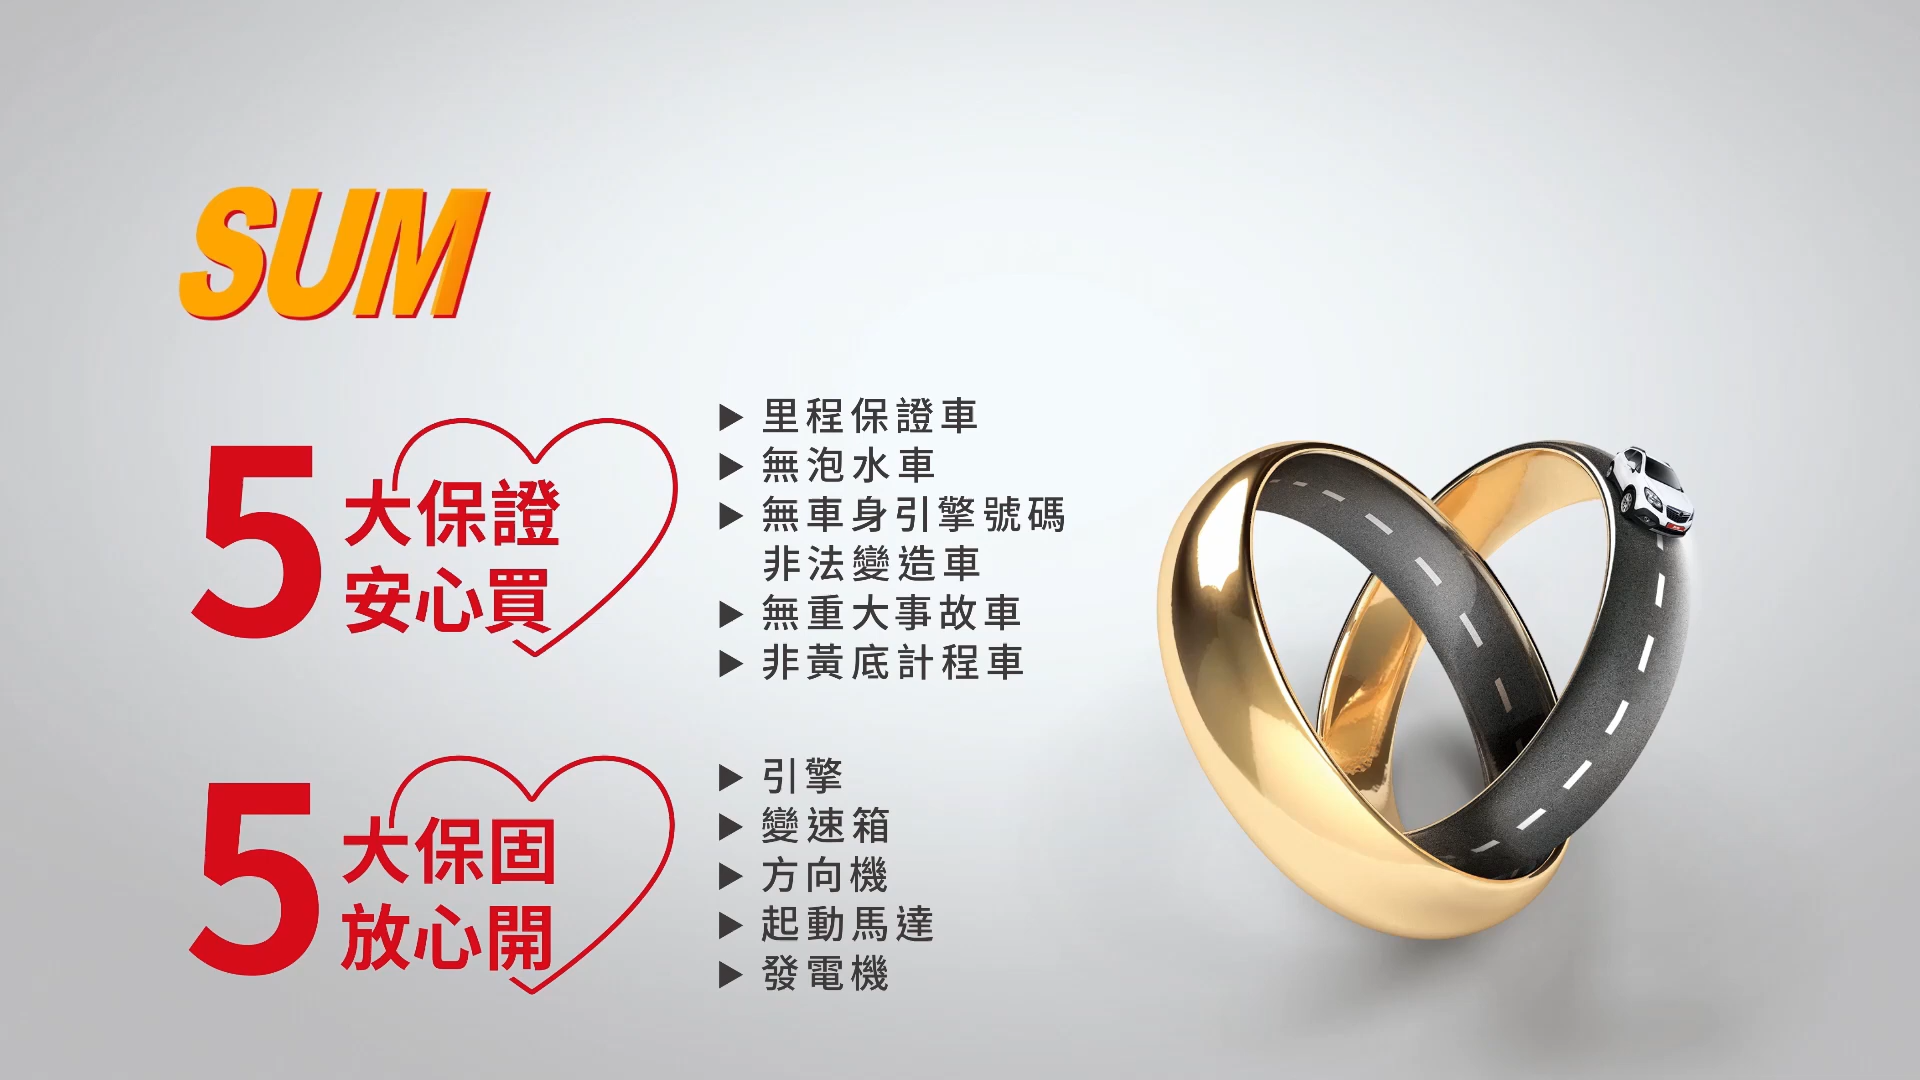 SUM
5大保證
安心買
▶ 里程保證車
▶ 無泡水車
▶ 無車身引擎號碼
非法變造車
▶ 無重大事故車
▶ 非黃底計程車
5大保固
放心開
▶ 引擎
▶ 變速箱
▶ 方向機
▶ 起動馬達
▶ 發電機